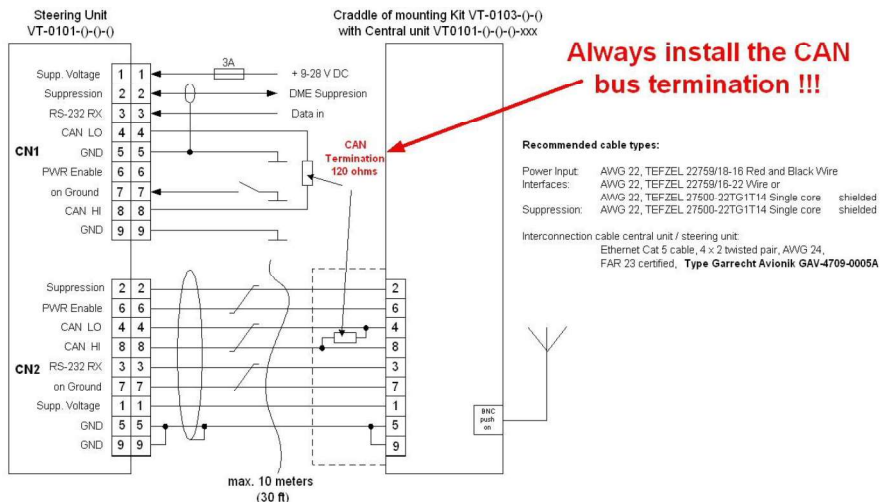 Steering Unit
VT-0101-()-()-()
Craddle of mounting Kit VT-0103-()-()
with Central unit VT0101-()-()-()-xxx
Always install the CAN
bus termination !!!
CN1
Supp. Voltage 1 1 3A + 9-28 V DC
Suppression 2 2 DME Suppresion
RS-232 RX 3 3 Data in
CAN LO 4 4
GND 5 5
PWR Enable 6 6
on Ground 7 7
CAN HI 8 8
GND 9 9
CAN
Termination
120 ohms
Recommended cable types:
Power Input: AWG 22, TEFZEL 22759/18-16 Red and Black Wire
Interfaces: AWG 22, TEFZEL 22759/16-22 Wire or
AWG 22, TEFZEL 27500-22TG1T14 Single core shielded
Suppression: AWG 22, TEFZEL 27500-22TG1T14 Single core shielded
Interconnection cable central unit / steering unit:
Ethernet Cat 5 cable, 4 x 2 twisted pair, AWG 24,
FAR 23 certified, Type Garrecht Avionik GAV-4709-0005A
CN2
Suppression 2 2 2
PWR Enable 6 6 6
CAN LO 4 4 4
CAN HI 8 8 8
RS-232 RX 3 3 3
on Ground 7 7 7
Supp. Voltage 1 1 1
GND 5 5 5
GND 9 9 9
BNC
push
on
max. 10 meters
(30 ft)